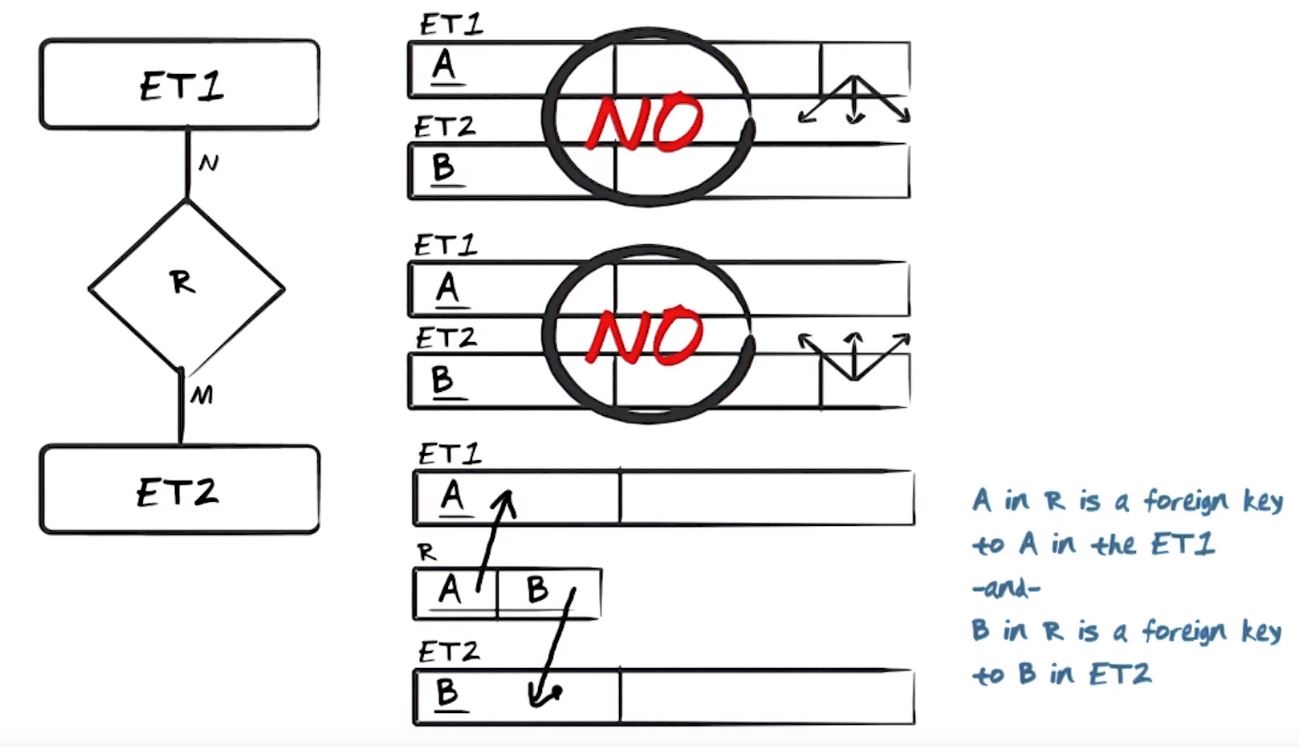 ET1
N
R
M
ET2
ET1
A
NO
ET2
B
ET1
A
NO
ET2
B
ET1
A
R
A B
ET2
B
A in R is a foreign key
to A in the ET1
-and-
B in R is a foreign key
to B in ET2